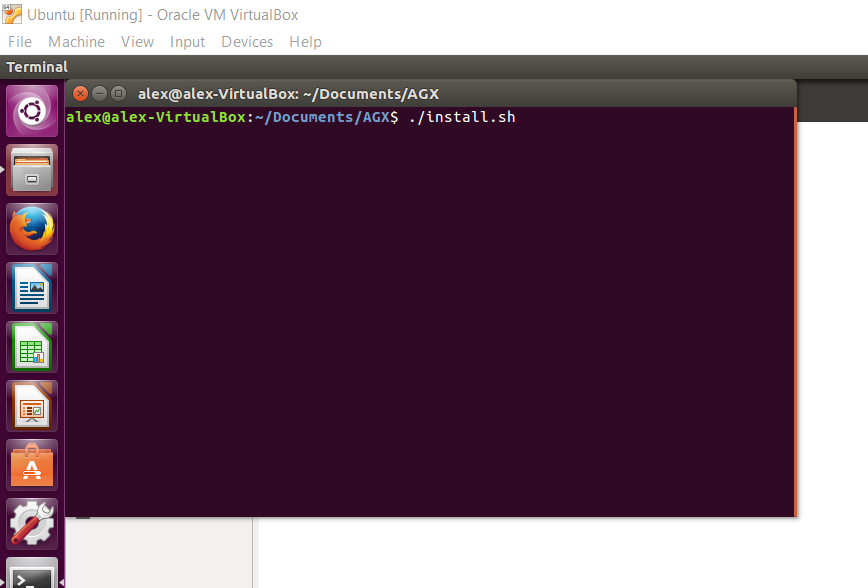 Ubuntu [Running] - Oracle VM VirtualBox
File Machine View Input Devices Help
Terminal
alex@alex-VirtualBox: ~/Documents/AGX
alex@alex-VirtualBox:~/Documents/AGX$ ./install.sh